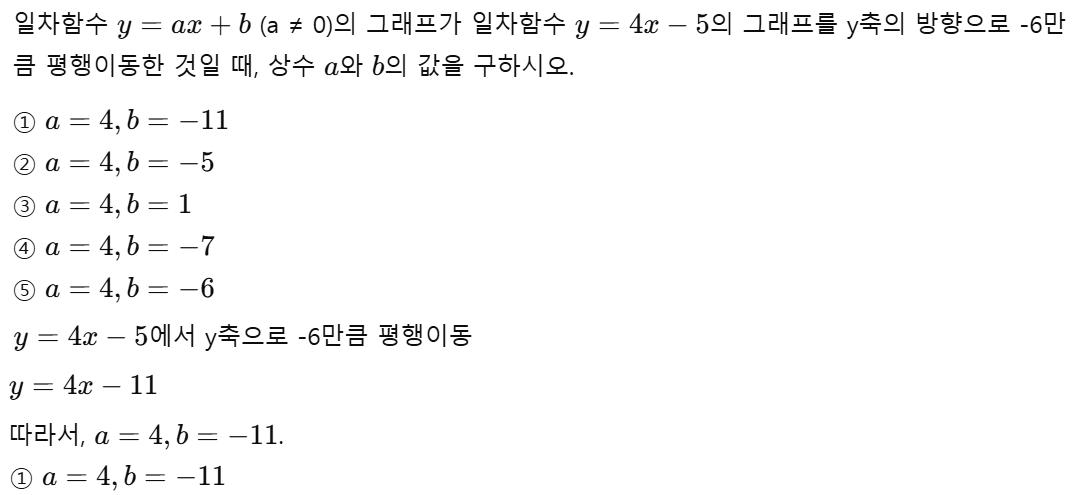 일차함수 y = ax + b (a ≠ 0)의 그래프가 일차함수 y = 4x − 5의 그래프를 y축의 방향으로 -6만
큼 평행이동한 것일 때, 상수 a와 b의 값을 구하시오.
① a = 4, b = −11
② a = 4, b = −5
③ a = 4, b = 1
④ a = 4, b = −7
⑤ a = 4, b = −6
y = 4x − 5에서 y축으로 -6만큼 평행이동
y = 4x − 11
따라서, a = 4, b = −11.
① a = 4, b = −11